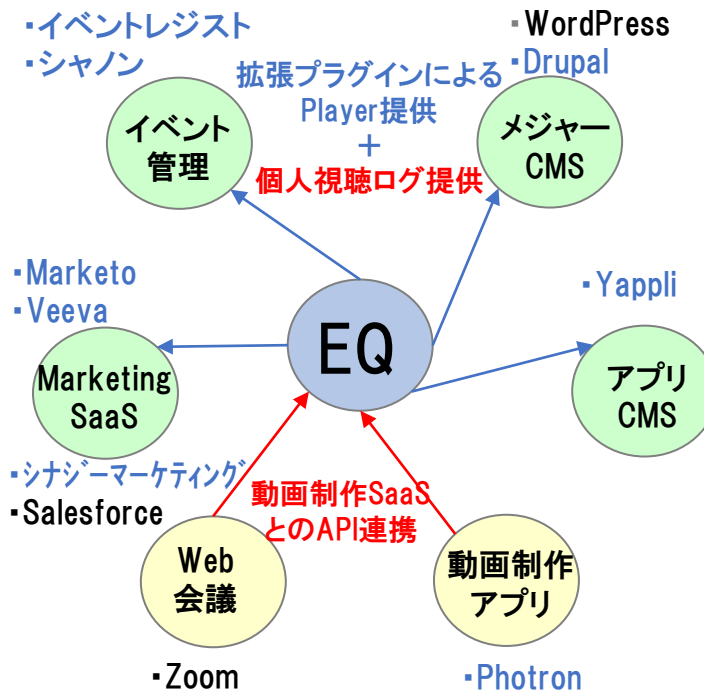 ▪イベントレジスト
▪シャノン
▪WordPress
▪Drupal
拡張プラグインによる
Player提供
+
個人視聴ログ提供
イベント
管理
メジャー
CMS
▪Marketo
▪Veeva
▪Yappli
EQ
Marketing
SaaS
アプリ
CMS
▪シナジーマーケティング
▪Salesforce
動画制作SaaS
とのAPI連携
Web
会議
動画制作
アプリ
▪Zoom
▪Photron